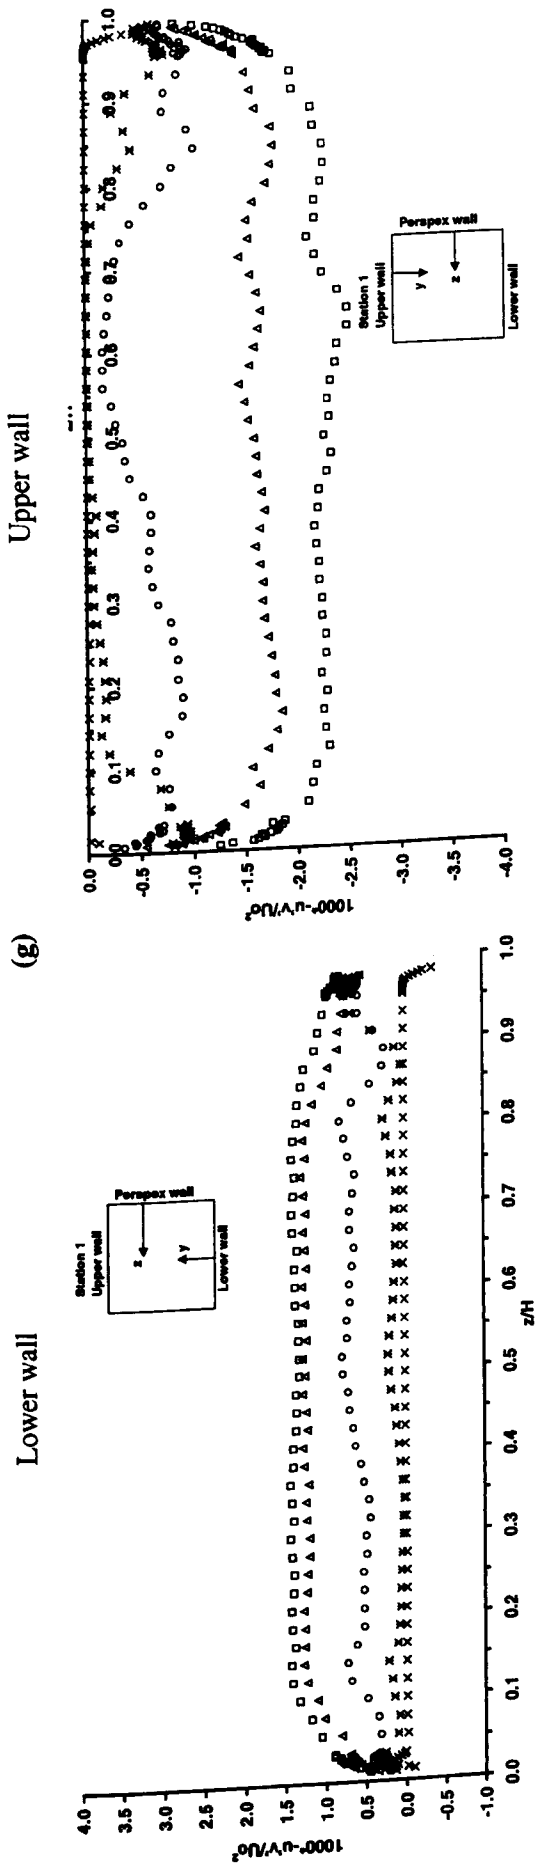 (g)
Lower wall
Station 1
Upper wall
Perspex wall
z
y
Lower wall
4.0
3.5
3.0
2.5
2.0
1.5
1.0
0.5
0.0
-0.5
-1.0
1000*-u'v'/Uo²
0.0 0.1 0.2 0.3 0.4 0.5 0.6 0.7 0.8 0.9 1.0
z/H
Upper wall
0.0 0.1 0.2 0.3 0.4 0.5 0.6 0.7 0.8 0.9 1.0
0.0
-0.5
-1.0
-1.5
-2.0
-2.5
-3.0
-3.5
-4.0
1000*-u'v'/Uo²
Station 1
Upper wall
Perspex wall
y
z
Lower wall